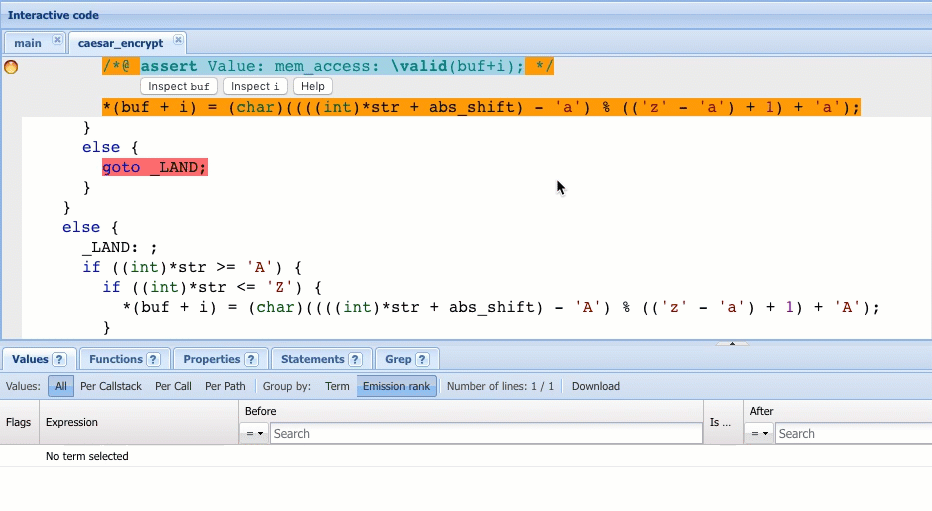 Interactive code
main caesar_encrypt
/*@ assert Value: mem_access: \valid(buf+i); */
Inspect buf Inspect i Help
*(buf + i) = (char)((((int)*str + abs_shift) - 'a') % (('z' - 'a') + 1) + 'a');
}
else {
goto _LAND;
}
}
else {
_LAND: ;
if ((int)*str >= 'A') {
if ((int)*str <= 'Z') {
*(buf + i) = (char)((((int)*str + abs_shift) - 'A') % (('z' - 'a') + 1) + 'A');
}
Values ? Functions ? Properties ? Statements ? Grep ?
Values: All Per Callstack Per Call Per Path Group by: Term Emission rank Number of lines: 1 / 1 Download
Flags Expression Before Is ... After
= Search = Search
No term selected